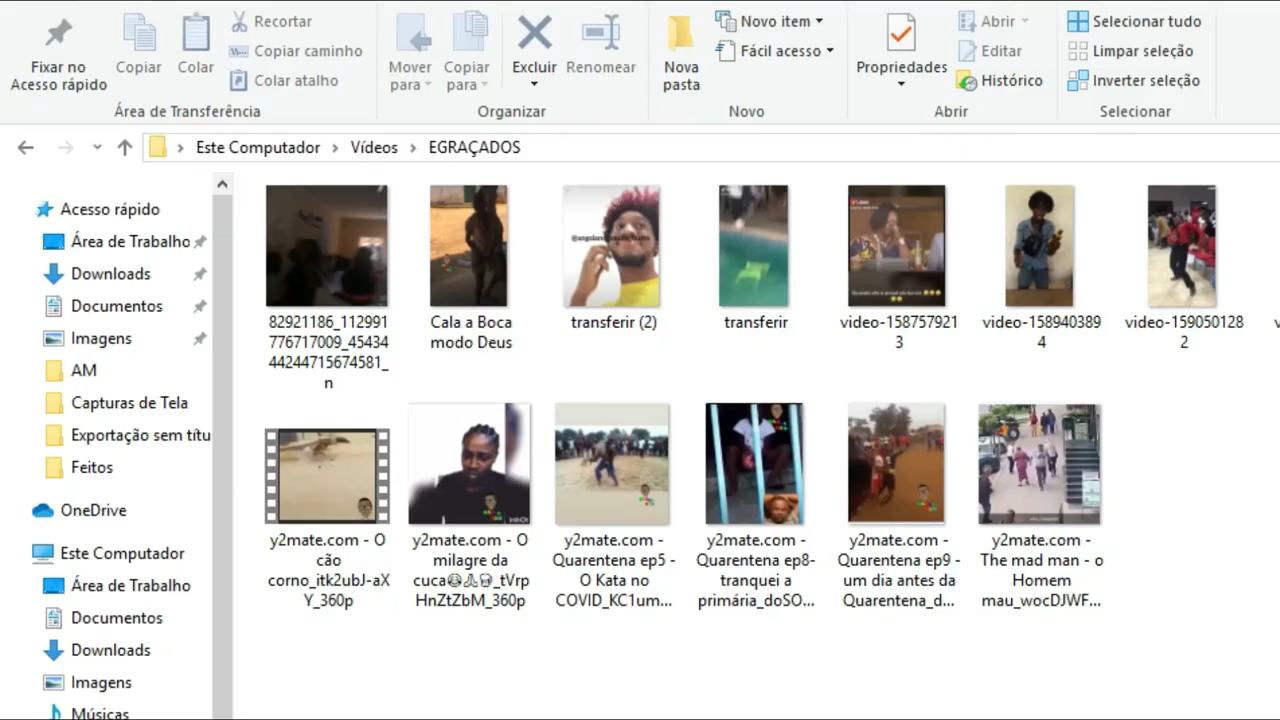 Fixar no
Acesso rápido
Copiar
Colar
Recortar
Copiar caminho
Colar atalho
Área de Transferência
Mover
para
Copiar
para
Excluir
Renomear
Organizar
Nova
pasta
Novo item
Fácil acesso
Novo
Propriedades
Abrir
Editar
Histórico
Abrir
Selecionar tudo
Limpar seleção
Inverter seleção
Selecionar
Este Computador
Vídeos
EGRAÇADOS
Acesso rápido
Área de Trabalho
Downloads
Documentos
Imagens
AM
Capturas de Tela
Exportação sem títu
Feitos
OneDrive
Este Computador
Área de Trabalho
Documentos
Downloads
Imagens
Músicas
82921186_112991
776717009_45434
44244715674581_
n
Cala a Boca
modo Deus
transferir (2)
transferir
video-158757921
3
video-158940389
4
video-159050128
2
y2mate.com - O
cão
corno_itk2ubJ-aX
Y_360p
y2mate.com - O
milagre da
cuca😂🙏💀_tVrp
HnZtZbM_360p
y2mate.com -
Quarentena ep5 -
O Kata no
COVID_KC1um...
y2mate.com -
Quarentena ep8-
tranquei a
primária_doSO...
y2mate.com -
Quarentena ep9 -
um dia antes da
Quarentena_d...
y2mate.com -
The mad man - o
Homem
mau_wocDJWF...